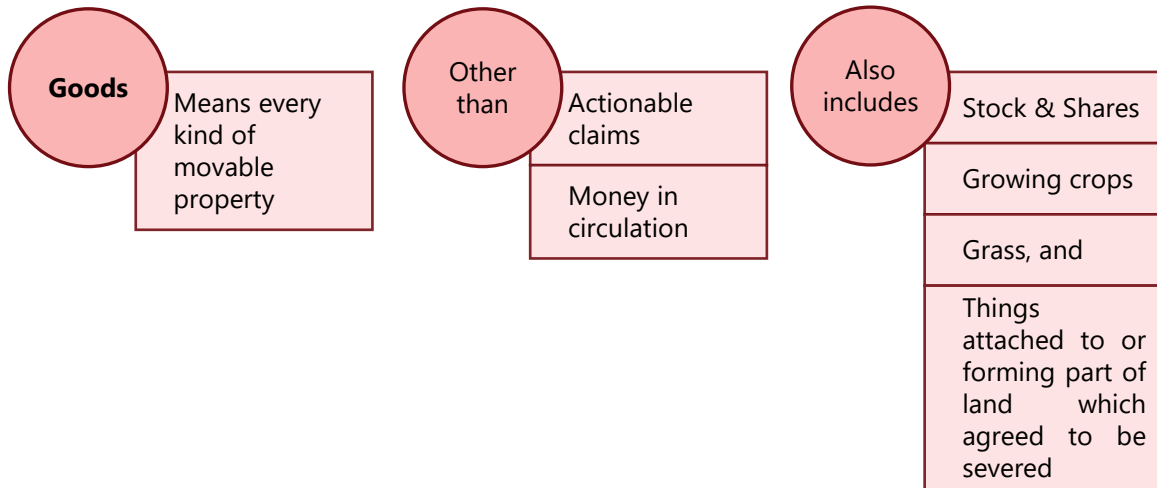 Goods
Means every
kind of
movable
property
Other
than
Actionable
claims
Money in
circulation
Also
includes
Stock & Shares
Growing crops
Grass, and
Things
attached to or
forming part of
land which
agreed to be
severed